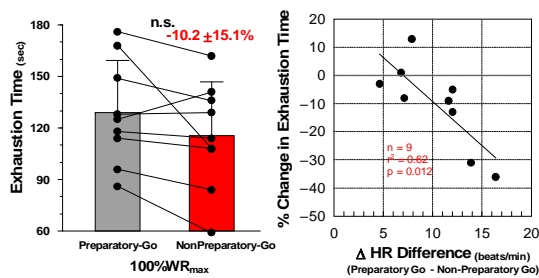 n.s.
-10.2 ±15.1%
Exhaustion Time (sec)
180
150
120
90
60
Preparatory-Go NonPreparatory-Go
100%WRmax
% Change in Exhaustion Time
20
10
0
−10
−20
−30
−40
−50
n = 9
r² = 0.62
p = 0.012
0 5 10 15 20
Δ HR Difference (beats/min)
(Preparatory Go - NonPreparatory Go)